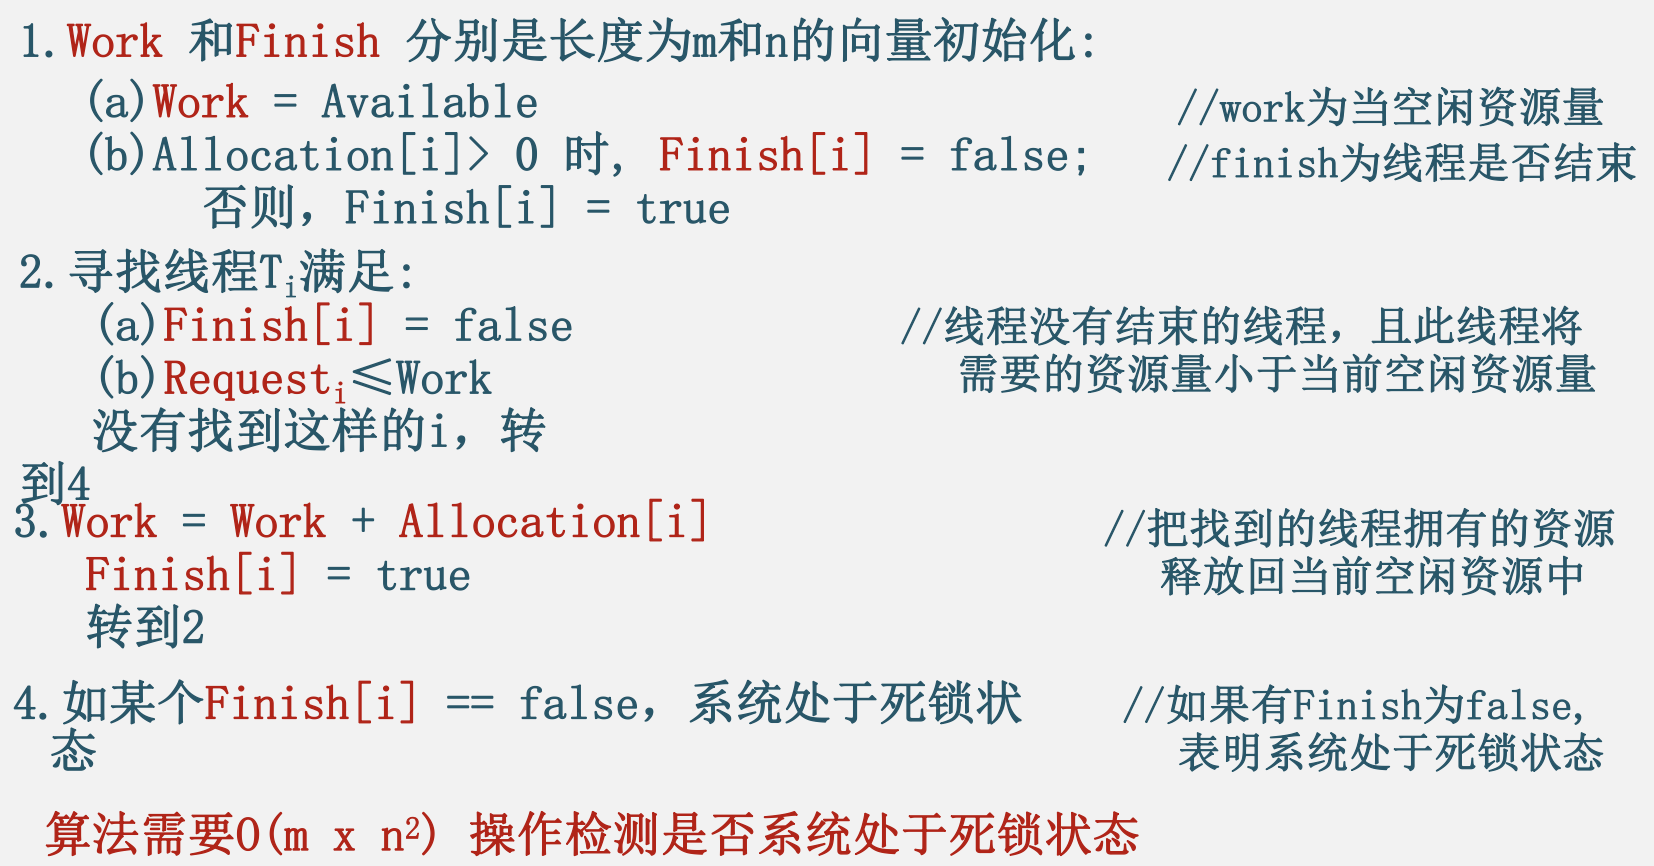 1.Work 和Finish 分别是长度为m和n的向量初始化:
(a)Work = Available //work为当空闲资源量
(b)Allocation[i]> 0 时, Finish[i] = false; //finish为线程是否结束
否则，Finish[i] = true
2.寻找线程Ti满足:
(a)Finish[i] = false //线程没有结束的线程，且此线程将
(b)Requesti≤Work 需要的资源量小于当前空闲资源量
没有找到这样的i，转
到4
3.Work = Work + Allocation[i] //把找到的线程拥有的资源
Finish[i] = true 释放回当前空闲资源中
转到2
4.如某个Finish[i] == false，系统处于死锁状 //如果有Finish为false,
态 表明系统处于死锁状态
算法需要O(m x n²) 操作检测是否系统处于死锁状态